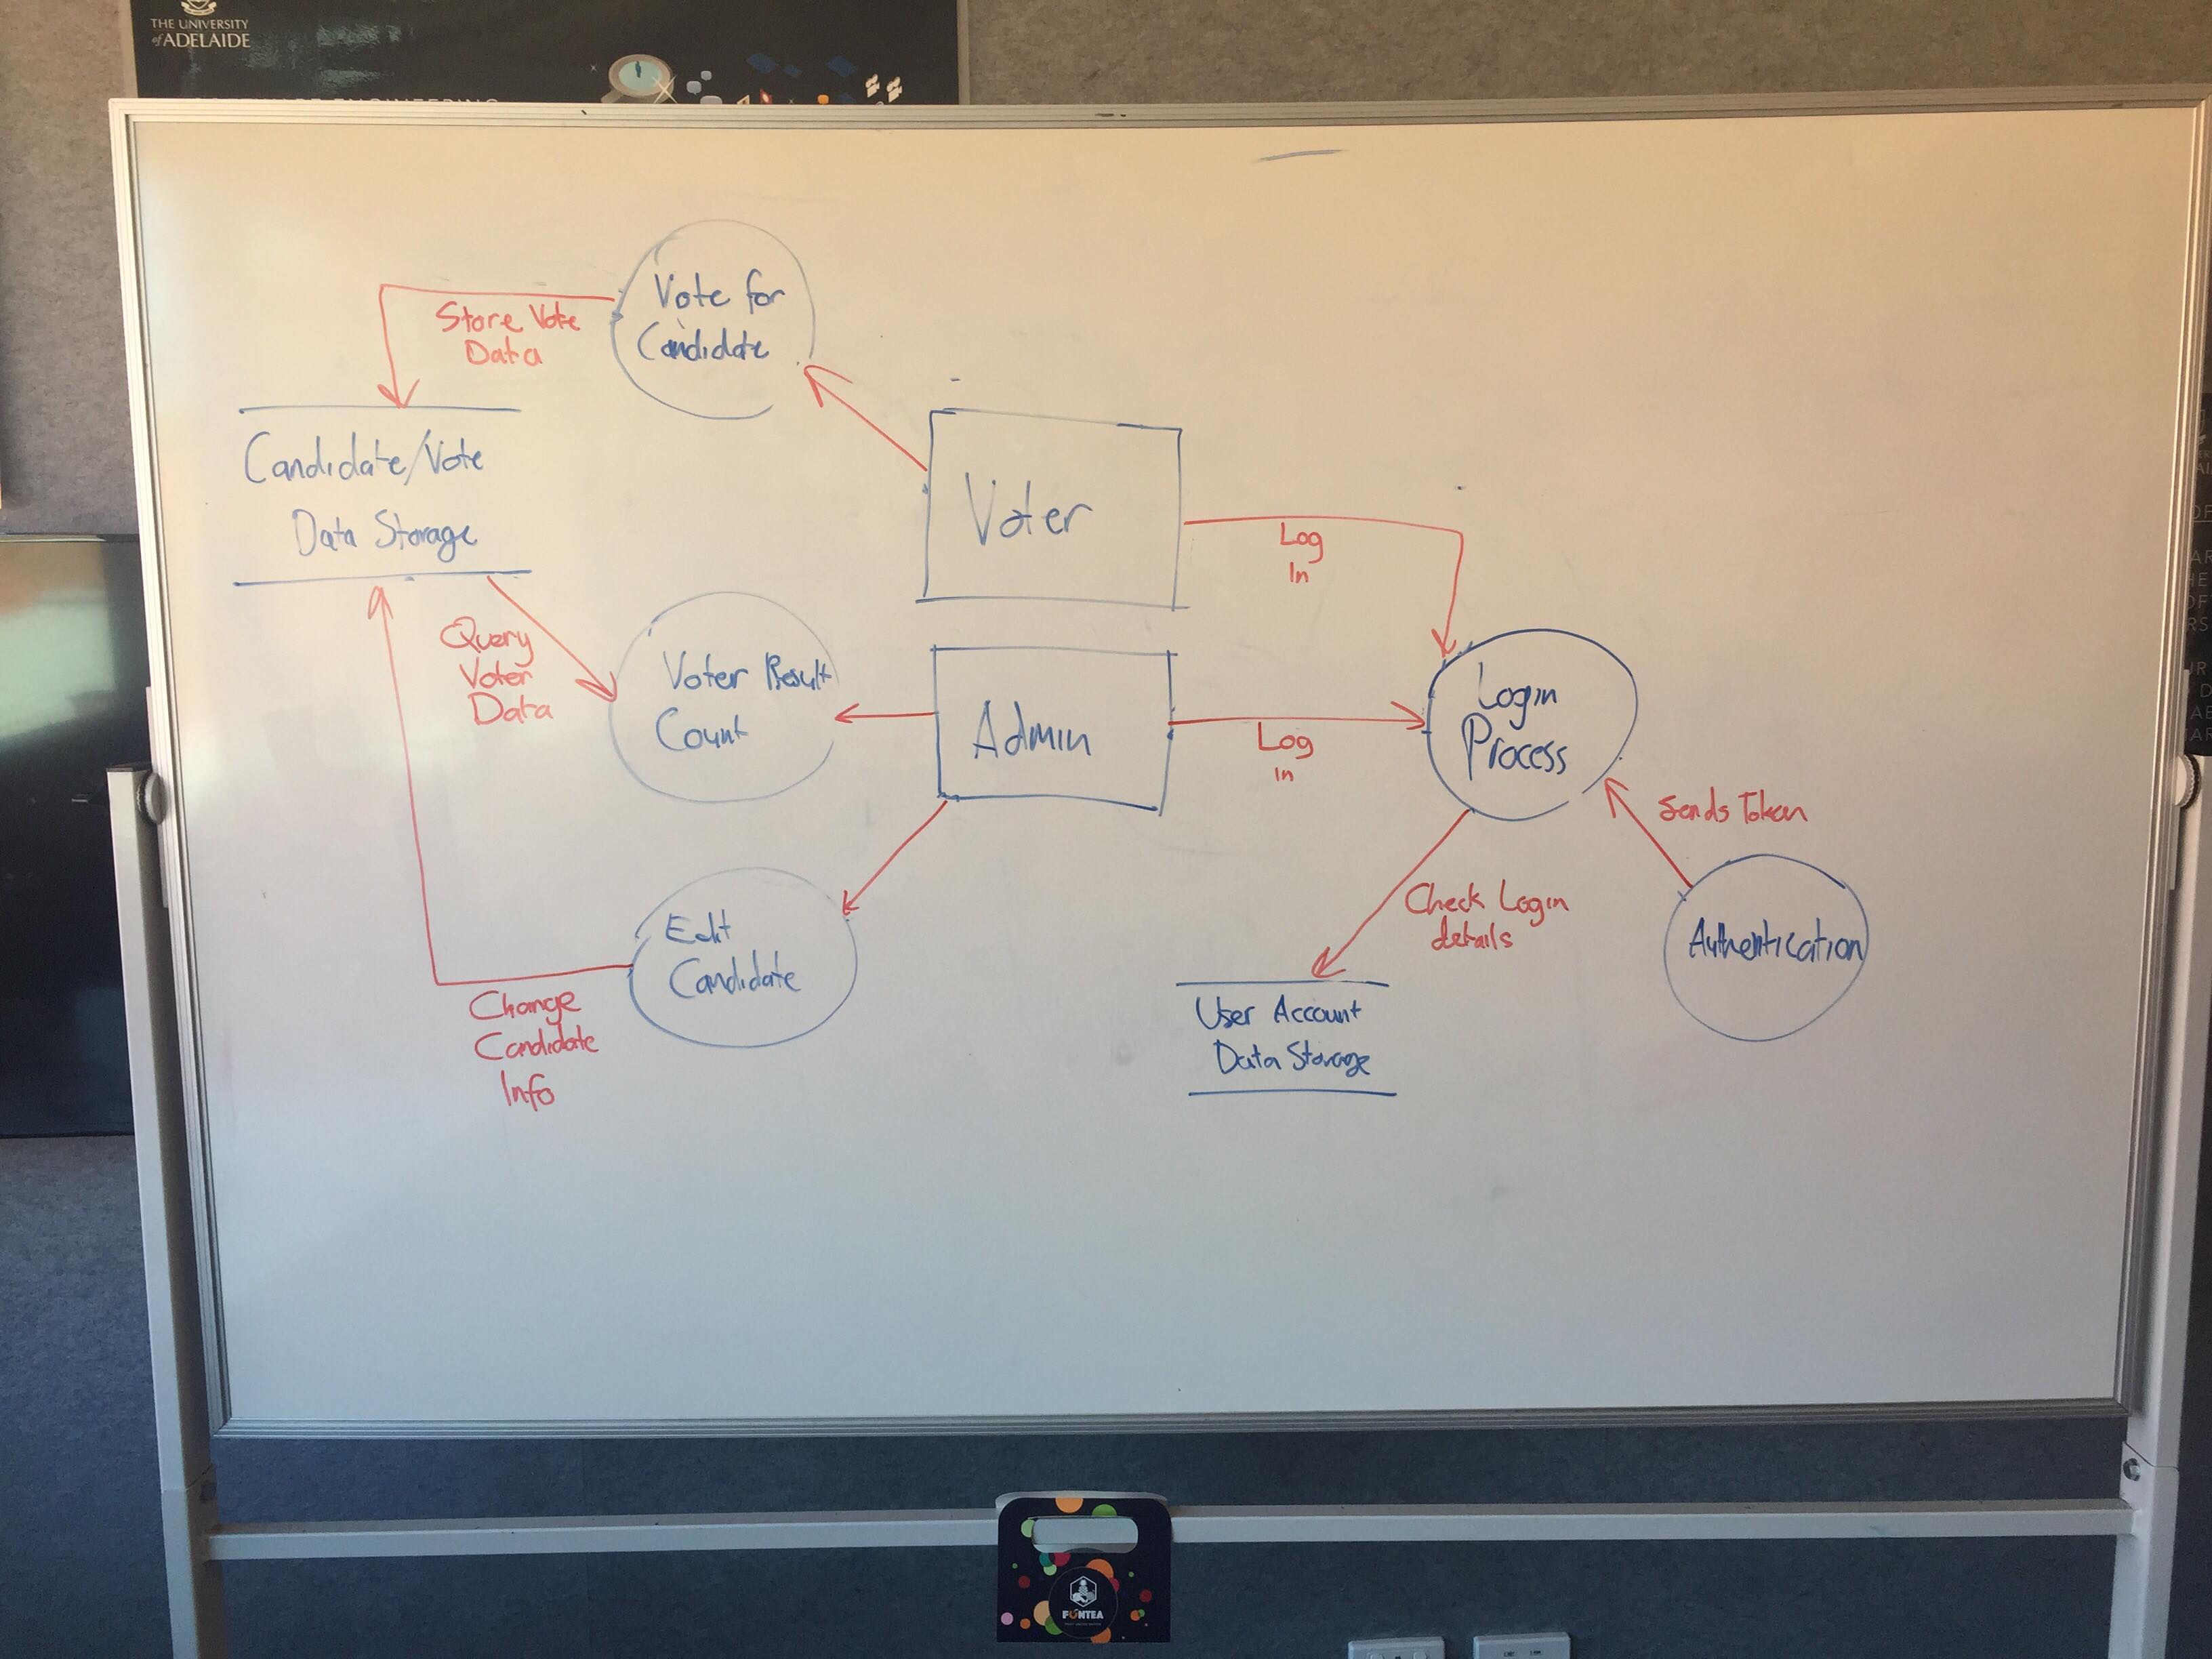 THE UNIVERSITY
of ADELAIDE
Vote for
Candidate
Store Vote
Data
Candidate/Vote
Data Storage
Voter
Log
In
Query
Voter
Data
Voter Result
Count
Admin
Log
in
Login
Process
Sends Token
Check Login
details
Authentication
Edit
Candidate
Change
Candidate
Info
User Account
Data Storage
FUNTEA